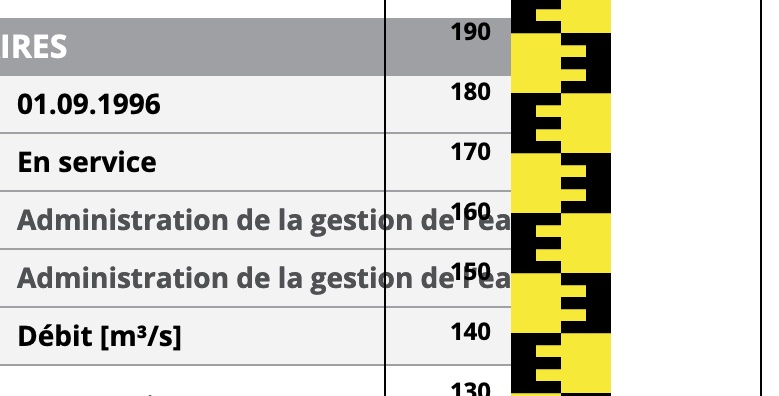 IRES
190
01.09.1996
180
En service
170
Administration de la gestion de l'ea
160
Administration de la gestion de l'ea
150
Débit [m³/s]
140
130